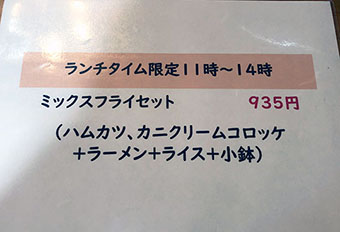 ランチタイム限定11時~14時
ミックスフライセット 935円
(ハムカツ、カニクリームコロッケ
+ラーメン+ライス+小鉢)